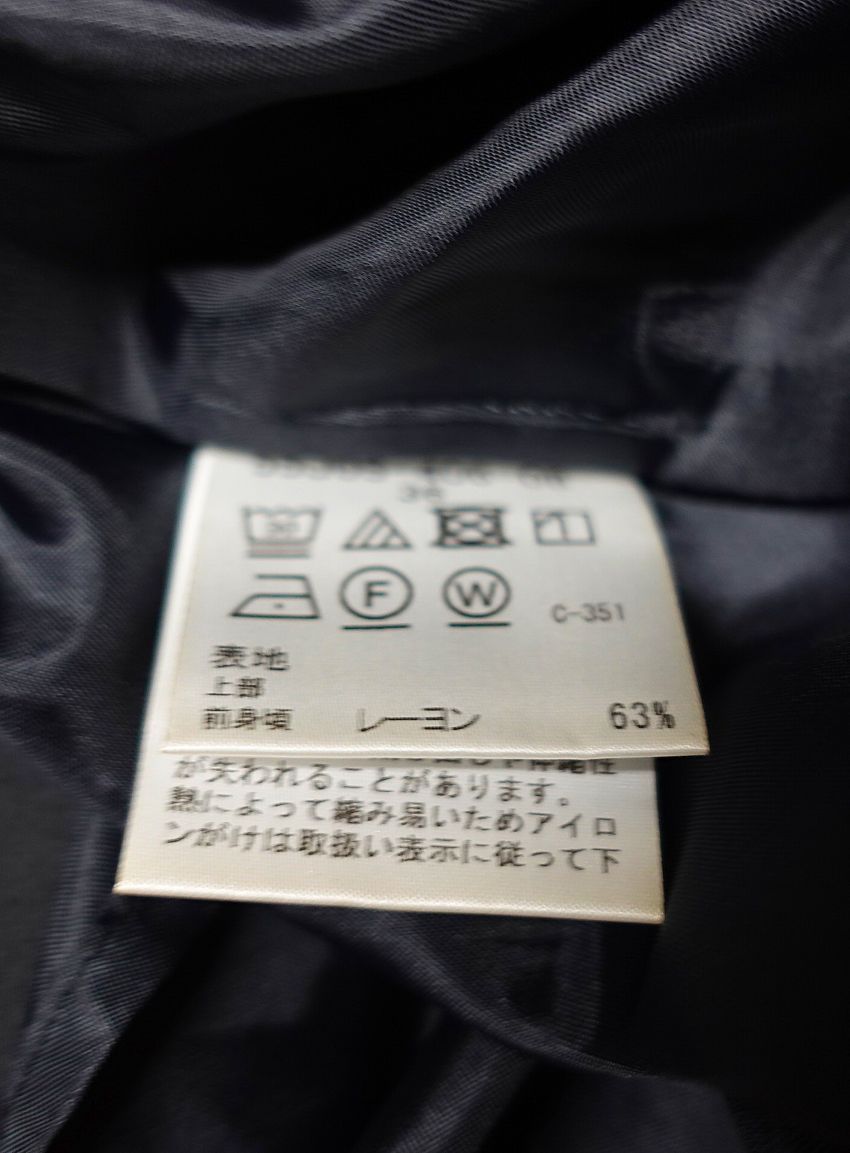 38
30
F W C-351
表地
上部
前身頃 レーヨン 63%
が失われることがあります。
熱によって縮み易いためアイロ
ンがけは取扱い表示に従って下